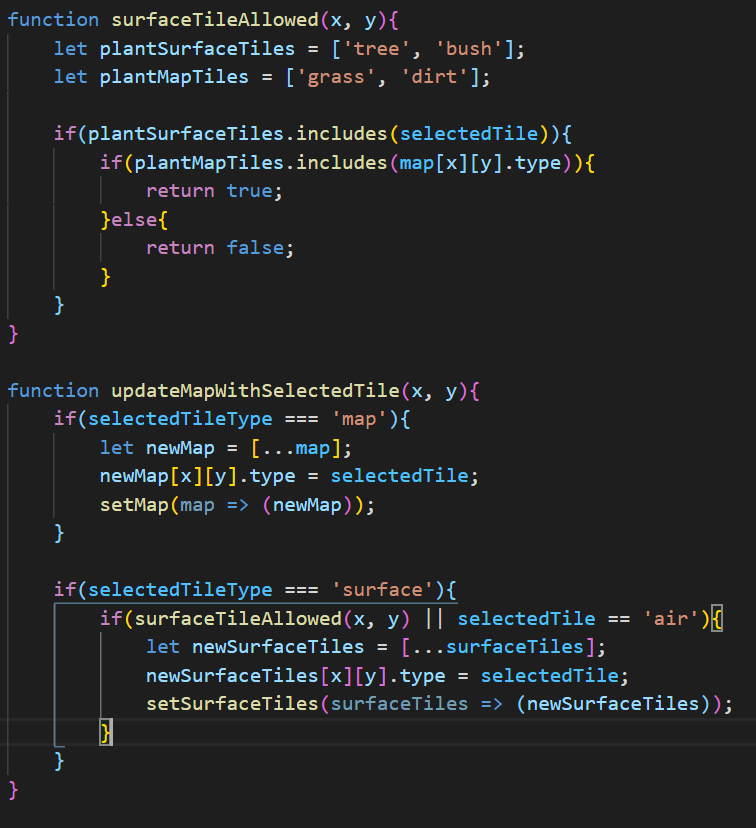 function surfaceTileAllowed(x, y){
    let plantSurfaceTiles = ['tree', 'bush'];
    let plantMapTiles = ['grass', 'dirt'];

    if(plantSurfaceTiles.includes(selectedTile)){
        if(plantMapTiles.includes(map[x][y].type)){
            return true;
        }else{
            return false;
        }
    }
}

function updateMapWithSelectedTile(x, y){
    if(selectedTileType === 'map'){
        let newMap = [...map];
        newMap[x][y].type = selectedTile;
        setMap(map => (newMap));
    }

    if(selectedTileType === 'surface'){
        if(surfaceTileAllowed(x, y) || selectedTile == 'air'){
            let newSurfaceTiles = [...surfaceTiles];
            newSurfaceTiles[x][y].type = selectedTile;
            setSurfaceTiles(surfaceTiles => (newSurfaceTiles));
        }
    }
}